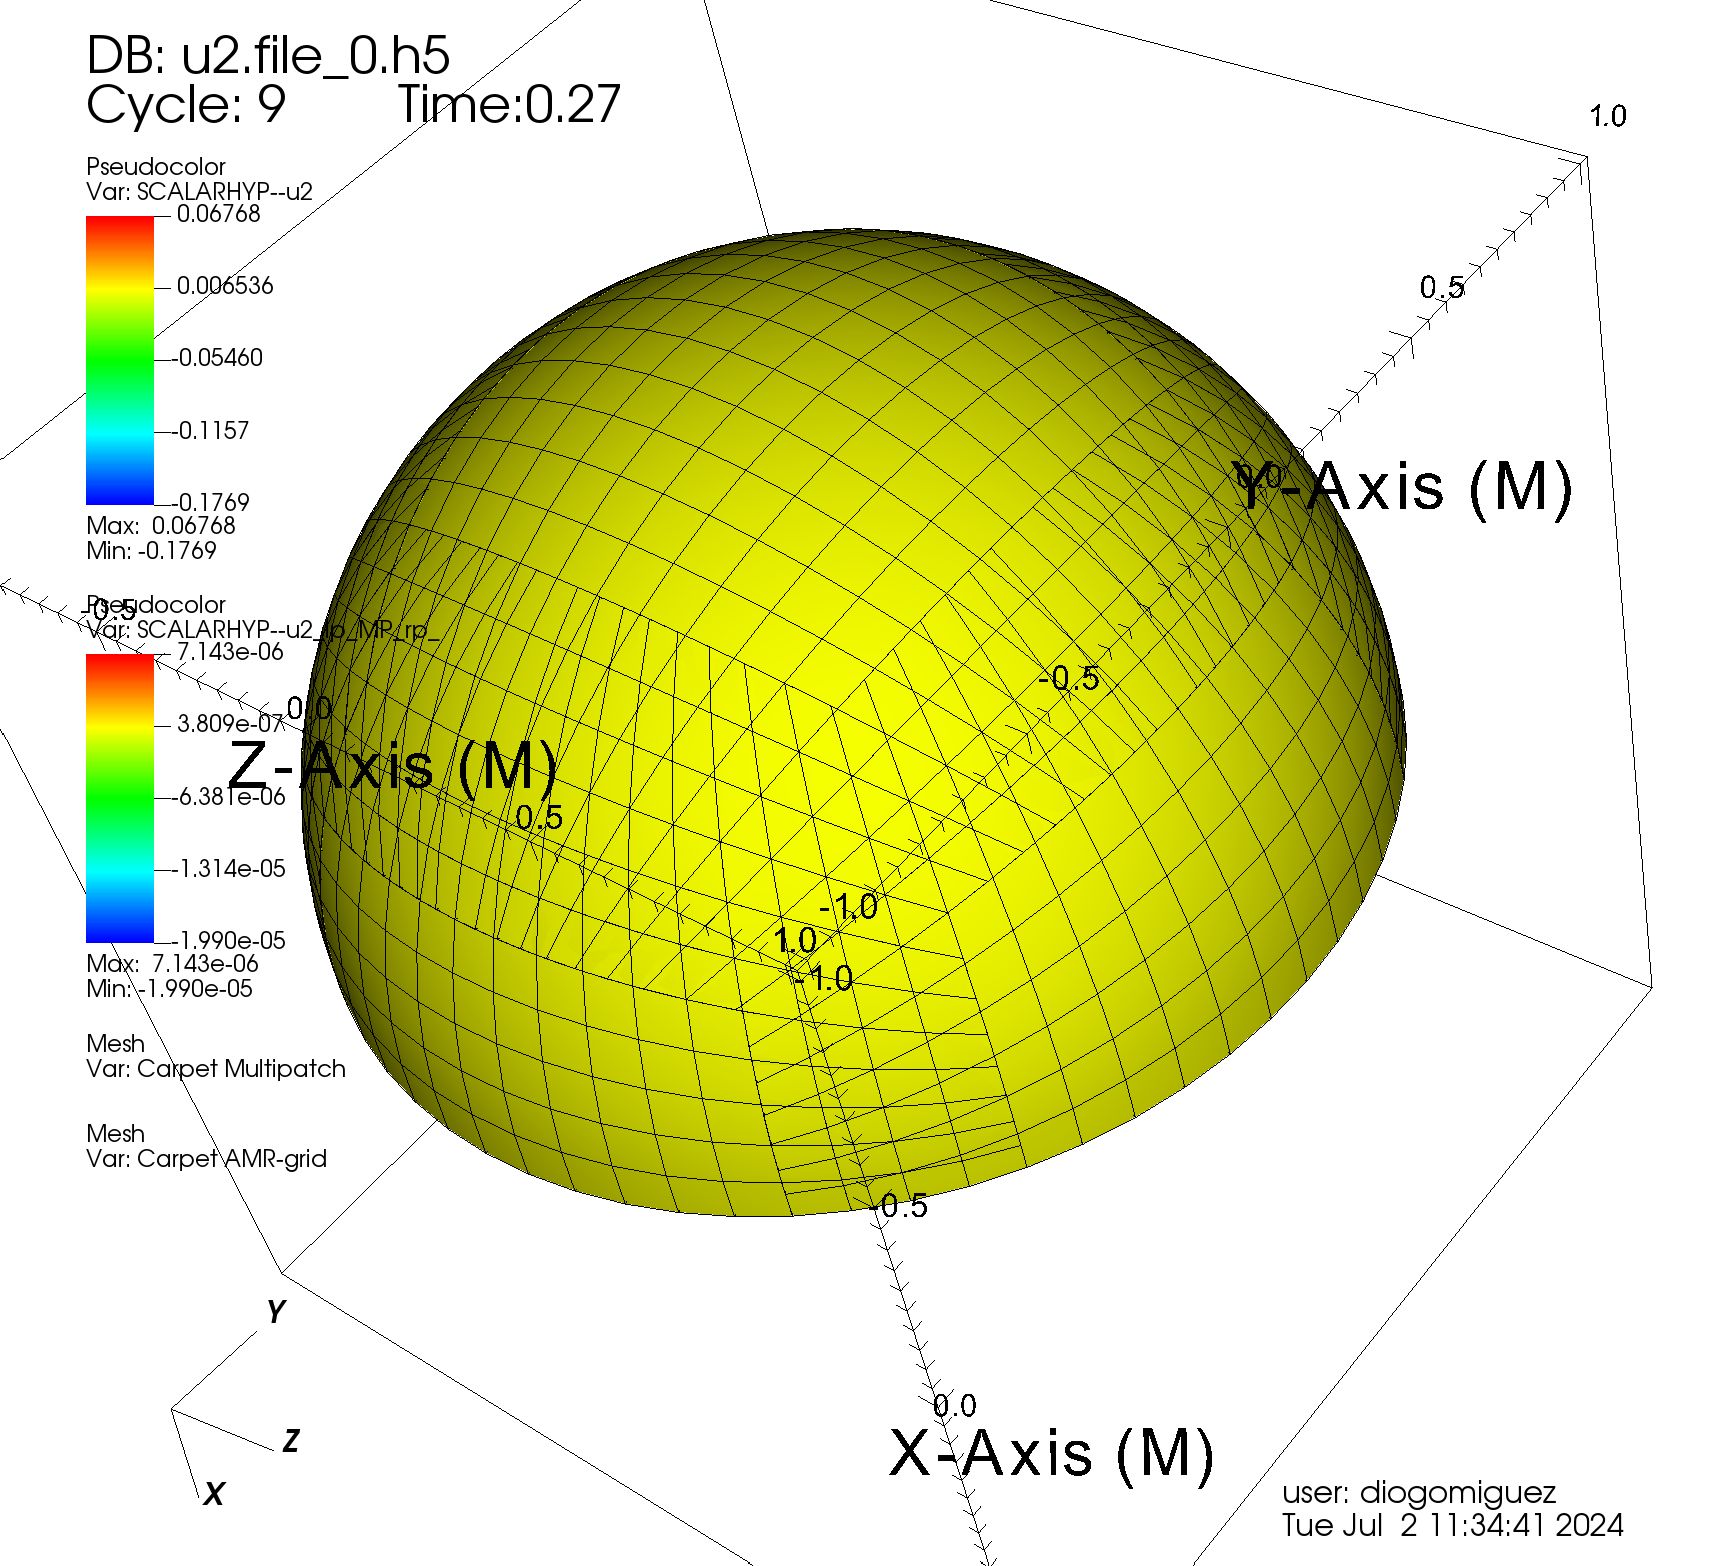 DB: u2.file_0.h5
Cycle: 9 Time:0.27
Pseudocolor
Var: SCALARHYP--u2
0.06768
0.006536
-0.05460
-0.1157
-0.1769
Max: 0.06768
Min: -0.1769
Pseudocolor
Var: SCALARHYP--u2_lp_MP_rp_
7.143e-06
3.809e-07
-6.381e-06
-1.314e-05
-1.990e-05
Max: 7.143e-06
Min: -1.990e-05
Mesh
Var: Carpet Multipatch
Mesh
Var: Carpet AMR-grid
1.0
0.5
0.0
Y-Axis (M)
-0.5
-1.0
-0.5
0.0
Z-Axis (M)
0.5
1.0
-1.0
-0.5
0.0
X-Axis (M)
Y
Z
X
user: diogomiguez
Tue Jul 2 11:34:41 2024